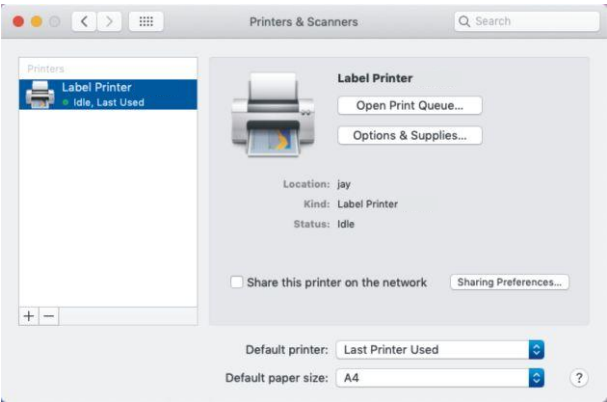 Printers & Scanners
Search
Printers
Label Printer
Idle, Last Used
Label Printer
Open Print Queue...
Options & Supplies...
Location: jay
Kind: Label Printer
Status: Idle
Share this printer on the network
Sharing Preferences...
+ −
Default printer: Last Printer Used
Default paper size: A4
?